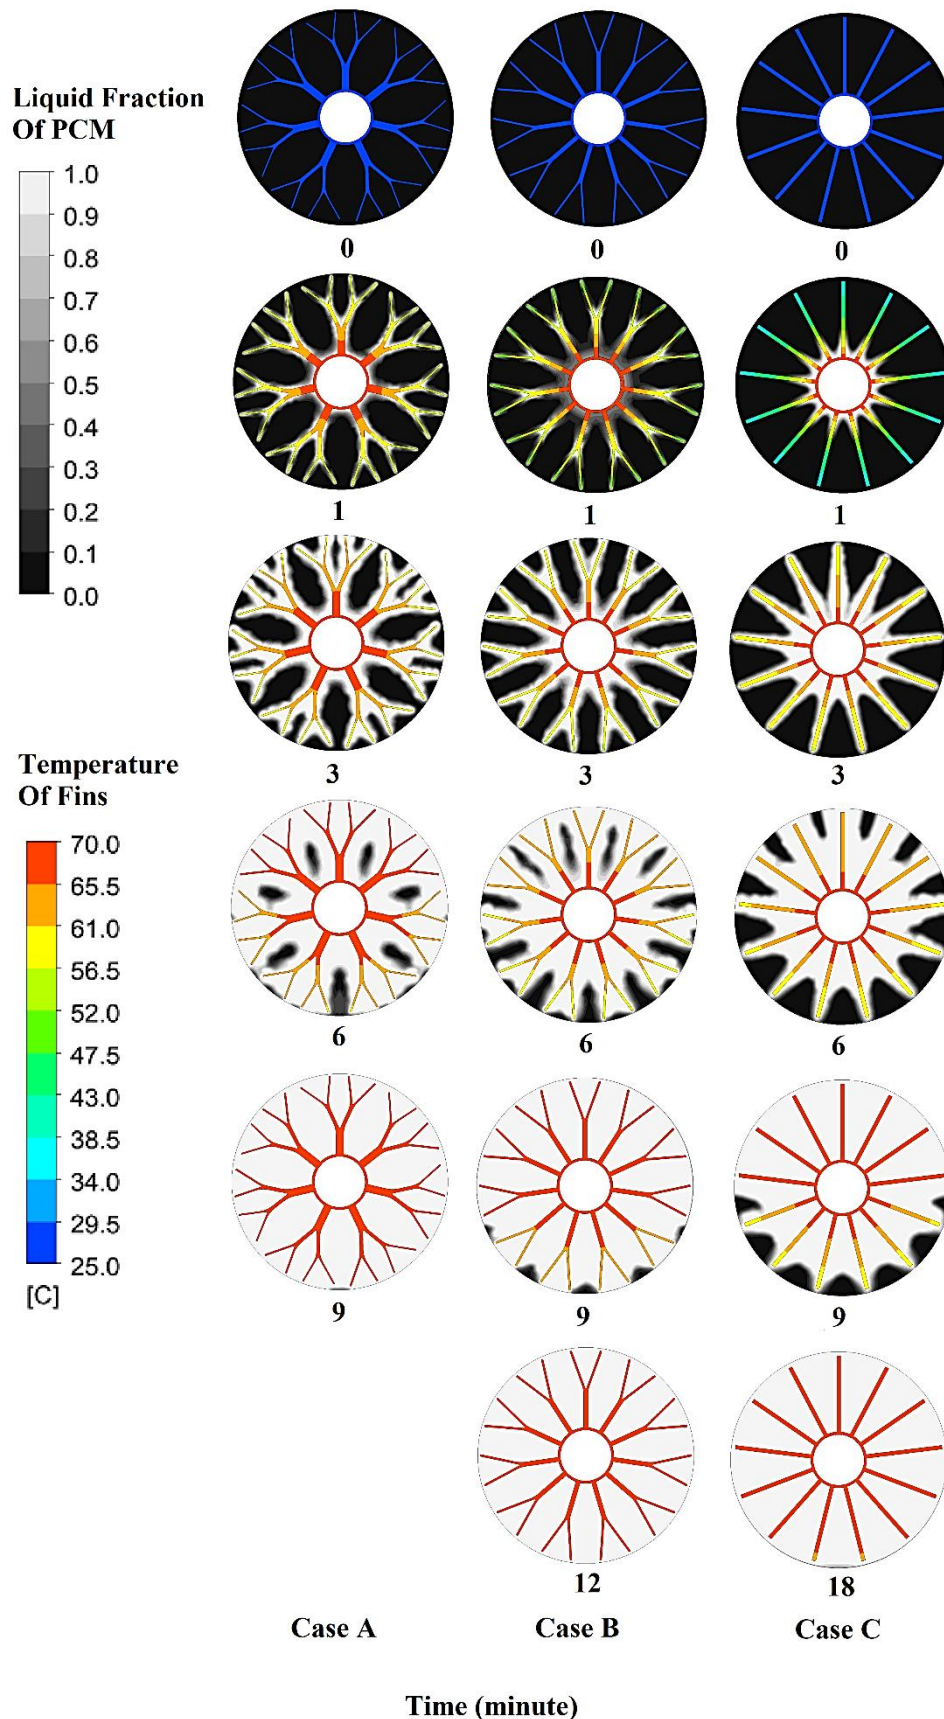 Liquid Fraction
Of PCM
1.0
0.9
0.8
0.7
0.6
0.5
0.4
0.3
0.2
0.1
0.0
0 0 0
1 1 1
3 3 3
Temperature
Of Fins
70.0
65.5
61.0
56.5
52.0
47.5
43.0
38.5
34.0
29.5
25.0
[C]
6 6 6
9 9 9
12 18
Case A Case B Case C
Time (minute)